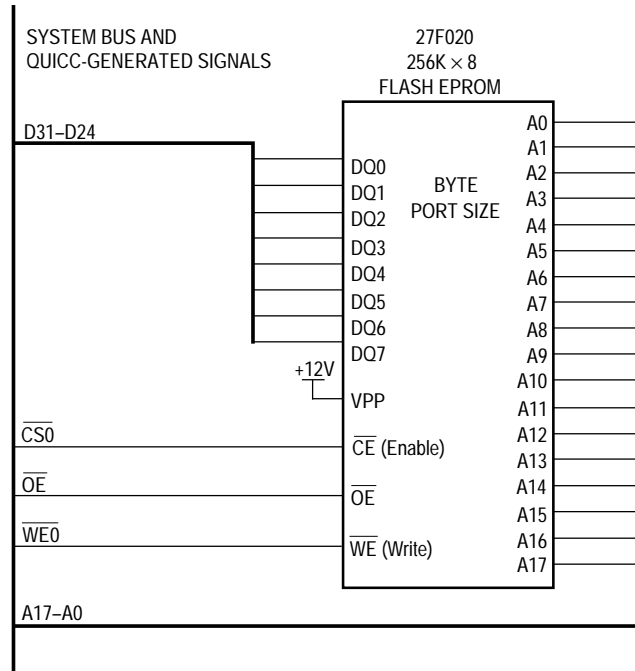 SYSTEM BUS AND
QUICC-GENERATED SIGNALS
27F020
256K × 8
FLASH EPROM
D31–D24
DQ0
DQ1
DQ2
DQ3
DQ4
DQ5
DQ6
DQ7
BYTE
PORT SIZE
+12V
VPP
CS0
CE (Enable)
OE
OE
WE0
WE (Write)
A0
A1
A2
A3
A4
A5
A6
A7
A8
A9
A10
A11
A12
A13
A14
A15
A16
A17
A17–A0